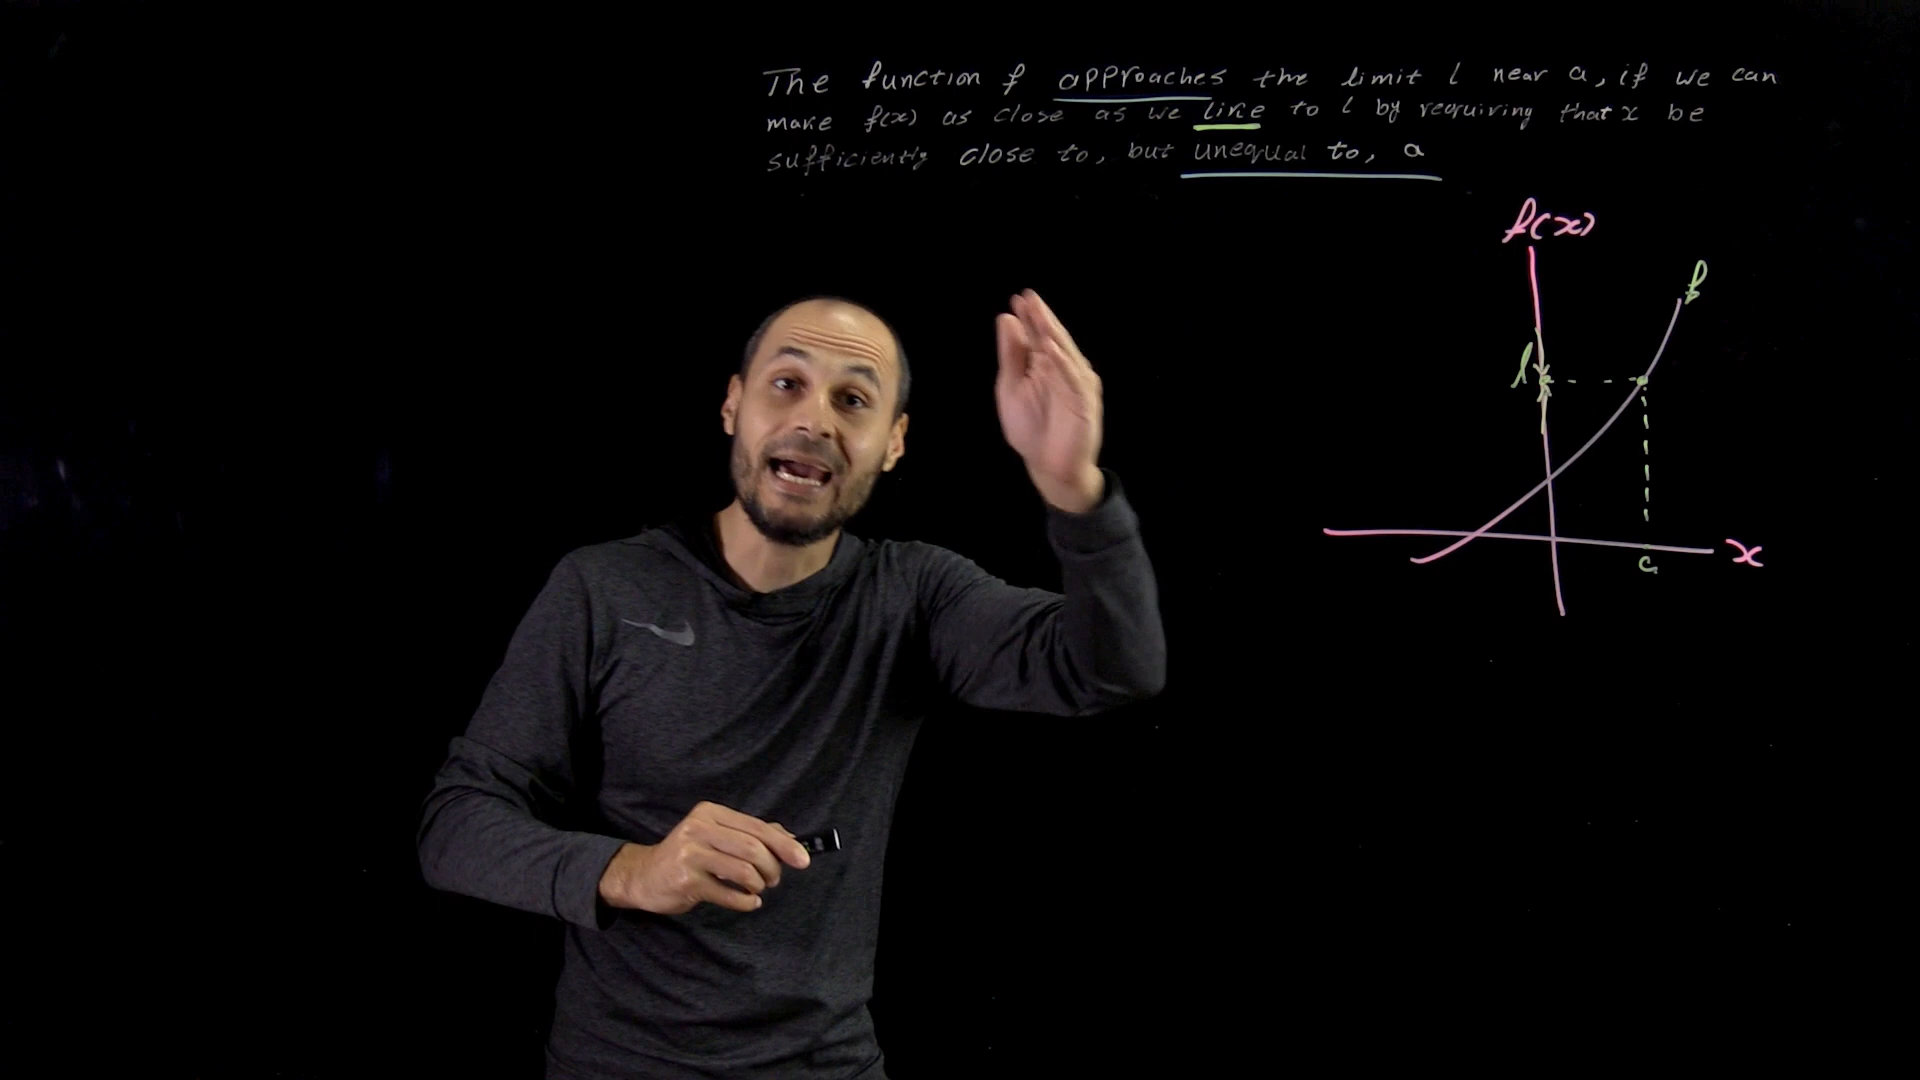 The function f approaches the limit l near a, if we can
make f(x) as close as we like to l by requiring that x be
sufficiently close to, but unequal to, a
f(x)
f
l
x
a